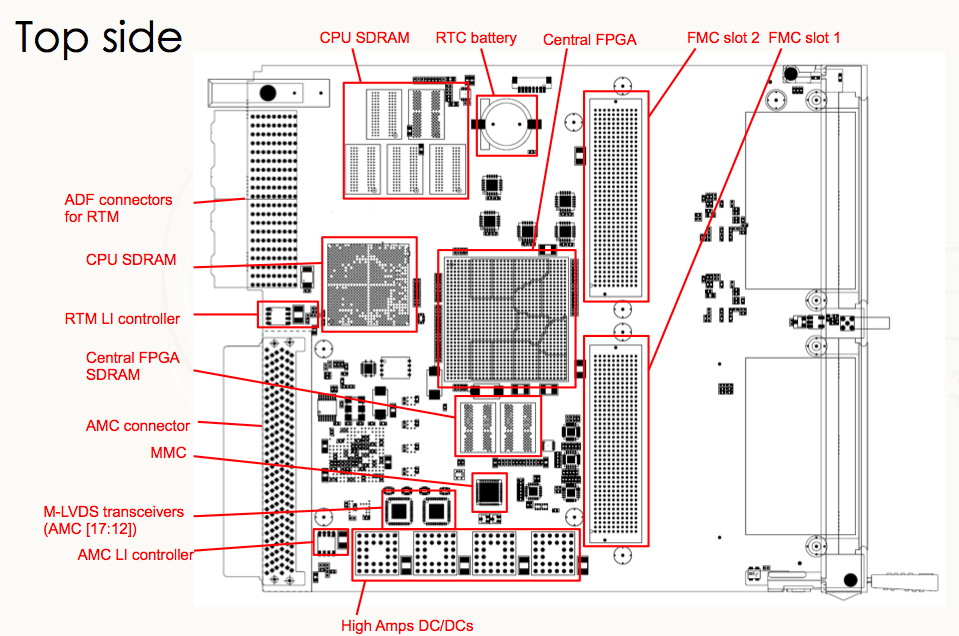 Top side
CPU SDRAM
RTC battery
Central FPGA
FMC slot 2
FMC slot 1
ADF connectors
for RTM
CPU SDRAM
RTM LI controller
Central FPGA
SDRAM
AMC connector
MMC
M-LVDS transceivers
(AMC [17:12])
AMC LI controller
High Amps DC/DCs